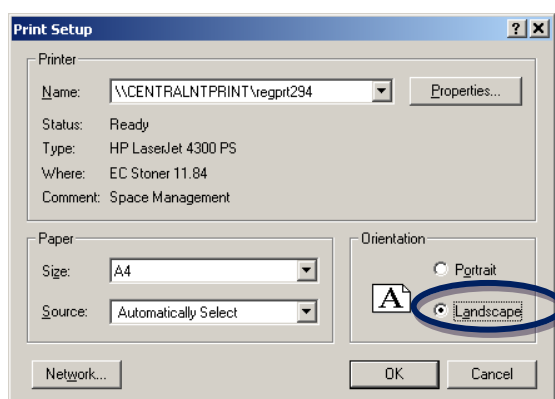 Print Setup
Printer
Name: \\CENTRALNTPRINT\regprt294 Properties...
Status: Ready
Type: HP LaserJet 4300 PS
Where: EC Stoner 11.84
Comment: Space Management
Paper Orientation
Size: A4 Portrait
A
Source: Automatically Select Landscape
Network... OK Cancel